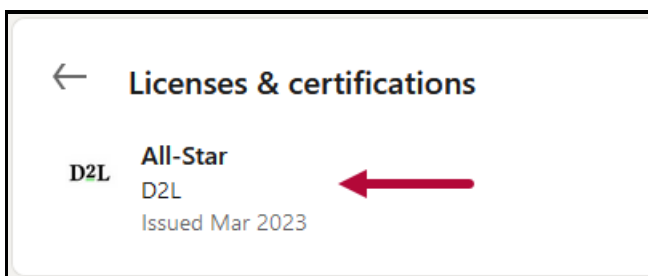 Licenses & certifications
D2L
All-Star
D2L
Issued Mar 2023